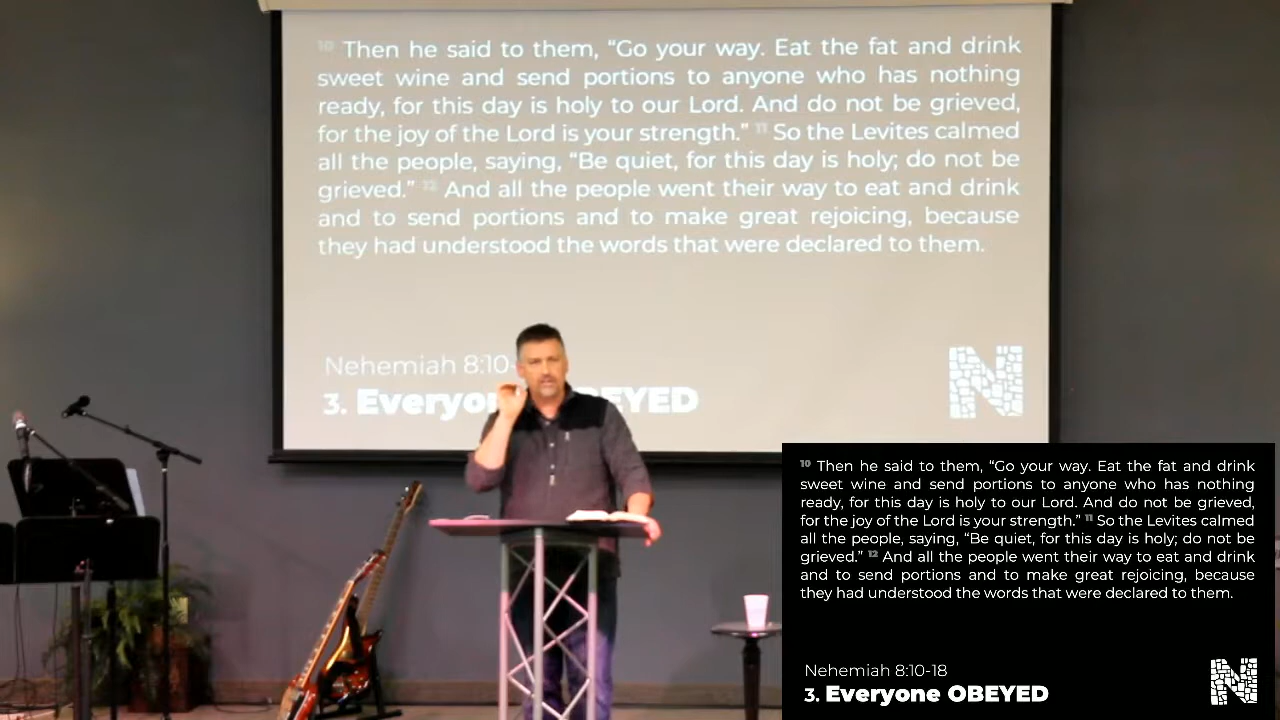 10 Then he said to them, “Go your way. Eat the fat and drink
sweet wine and send portions to anyone who has nothing
ready, for this day is holy to our Lord. And do not be grieved,
for the joy of the Lord is your strength.” 11 So the Levites calmed
all the people, saying, “Be quiet, for this day is holy; do not be
grieved.” 12 And all the people went their way to eat and drink
and to send portions and to make great rejoicing, because
they had understood the words that were declared to them.
Nehemiah 8:10
3. Everyo EYED
N
10 Then he said to them, “Go your way. Eat the fat and drink
sweet wine and send portions to anyone who has nothing
ready, for this day is holy to our Lord. And do not be grieved,
for the joy of the Lord is your strength.” 11 So the Levites calmed
all the people, saying, “Be quiet, for this day is holy; do not be
grieved.” 12 And all the people went their way to eat and drink
and to send portions and to make great rejoicing, because
they had understood the words that were declared to them.
Nehemiah 8:10-18
3. Everyone OBEYED
N